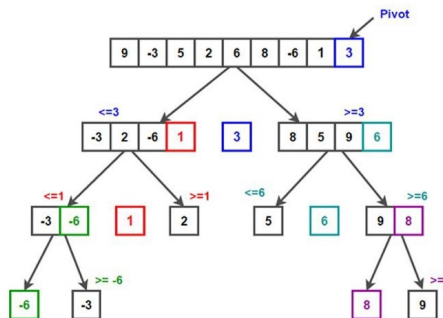 Pivot
9 -3 5 2 6 8 -6 1 3
<=3 >=3
-3 2 -6 1 3 8 5 9 6
<=1 >=1 <=6 >=6
-3 -6 1 2 5 6 9 8
>= -6 >=
-6 -3 8 9